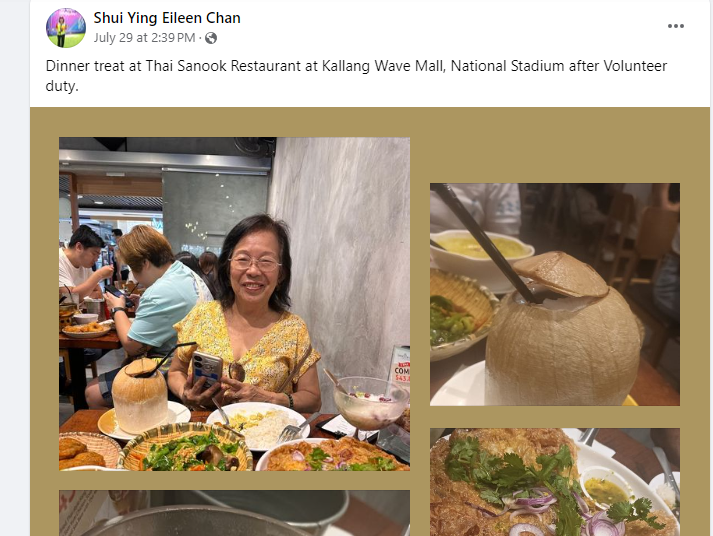 Shui Ying Eileen Chan
July 29 at 2:39 PM ·
Dinner treat at Thai Sanook Restaurant at Kallang Wave Mall, National Stadium after Volunteer
duty.
COM